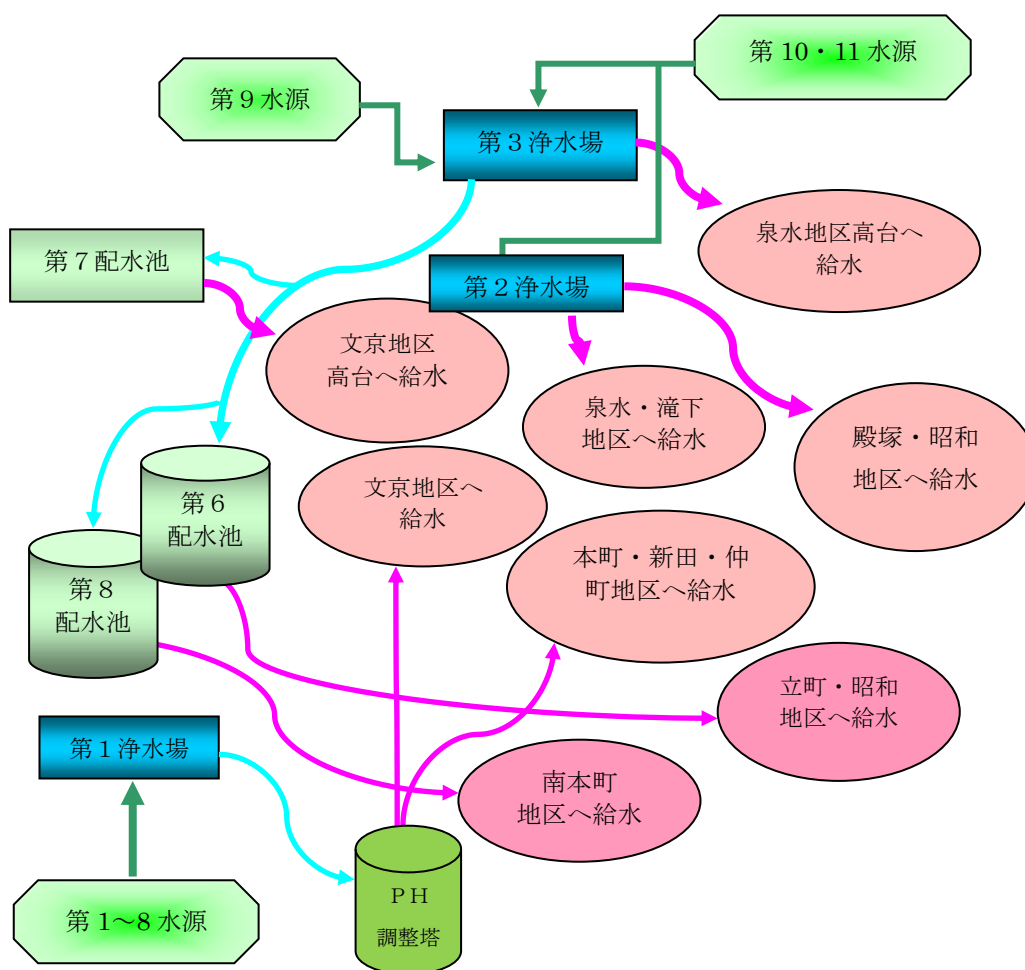 第 10・11 水源
第９水源
第３浄水場
泉水地区高台へ
給水
第７配水池
第２浄水場
文京地区
高台へ給水
泉水・滝下
地区へ給水
殿塚・昭和
地区へ給水
文京地区へ
給水
第６
配水池
本町・新田・仲
町地区へ給水
第８
配水池
立町・昭和
地区へ給水
第１浄水場
南本町
地区へ給水
ＰＨ
調整塔
第 1～8 水源